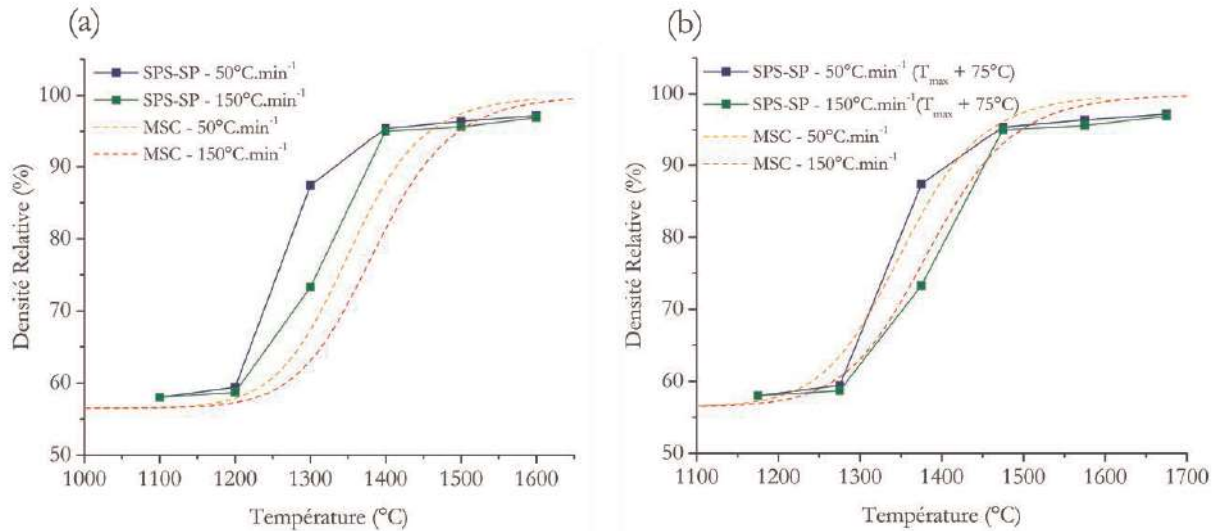 (a)
SPS-SP - 50°C.min⁻¹
SPS-SP - 150°C.min⁻¹
MSC - 50°C.min⁻¹
MSC - 150°C.min⁻¹
100
90
80
70
60
50
Densité Relative (%)
1000 1100 1200 1300 1400 1500 1600
Température (°C)
(b)
SPS-SP - 50°C.min⁻¹ (Tmax + 75°C)
SPS-SP - 150°C.min⁻¹(Tmax + 75°C)
MSC - 50°C.min⁻¹
MSC - 150°C.min⁻¹
100
90
80
70
60
50
Densité Relative (%)
1100 1200 1300 1400 1500 1600 1700
Température (°C)